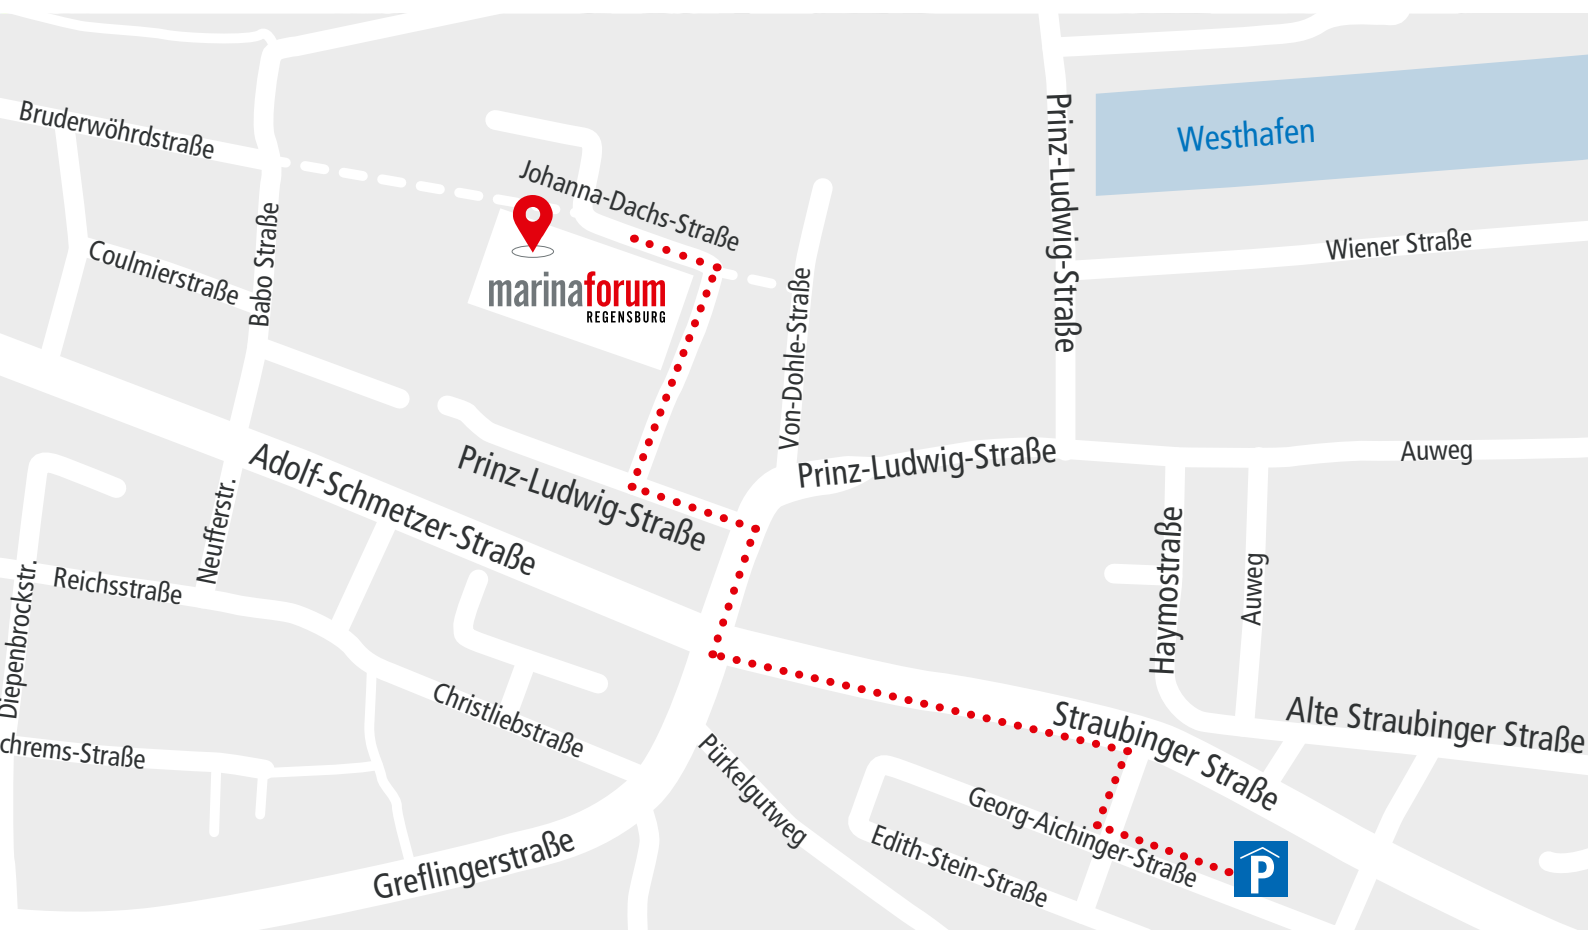 Bruderwöhrdstraße
Westhafen
Prinz-Ludwig-Straße
Johanna-Dachs-Straße
Babo Straße
Coulmierstraße
Wiener Straße
marinaforum
REGENSBURG
Von-Dohle-Straße
Prinz-Ludwig-Straße
Auweg
Adolf-Schmetzer-Straße
Prinz-Ludwig-Straße
Neufferstr.
Haymostraße
Auweg
Reichsstraße
Diepenbrockstr.
Christliebstraße
Straubinger Straße
Alte Straubinger Straße
chrems-Straße
Pürkelgutweg
Georg-Aichinger-Straße
Edith-Stein-Straße
Greflingerstraße
P